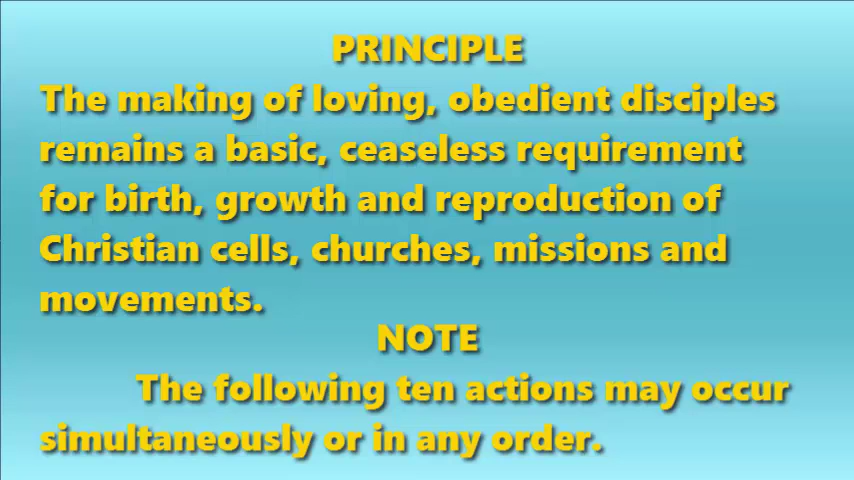 PRINCIPLE
The making of loving, obedient disciples
remains a basic, ceaseless requirement
for birth, growth and reproduction of
Christian cells, churches, missions and
movements.
NOTE
The following ten actions may occur
simultaneously or in any order.